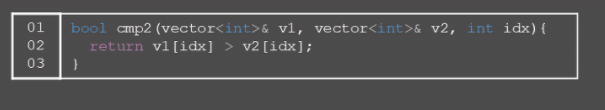 01 bool cmp2(vector<int>& v1, vector<int>& v2, int idx){
02 return v1[idx] > v2[idx];
03 }